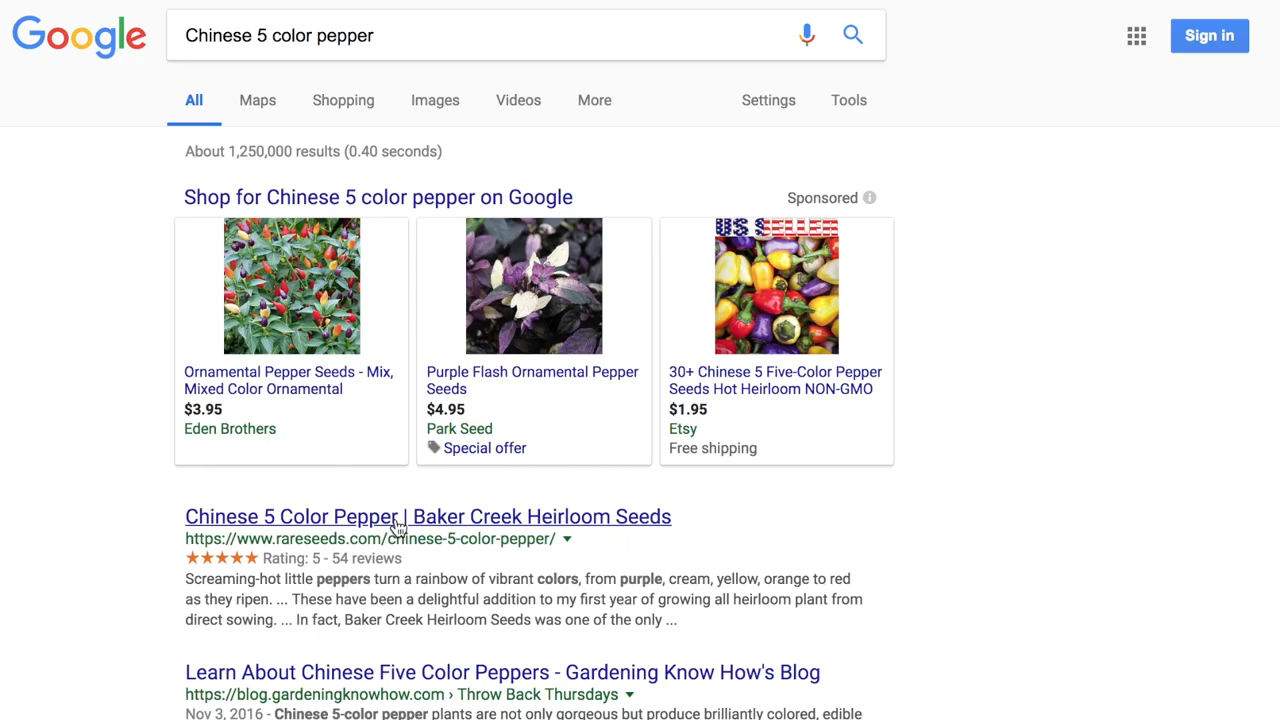 Google
Chinese 5 color pepper
Sign in
All Maps Shopping Images Videos More Settings Tools
About 1,250,000 results (0.40 seconds)
Shop for Chinese 5 color pepper on Google
Sponsored
US SELLER
Ornamental Pepper Seeds - Mix,
Mixed Color Ornamental
$3.95
Eden Brothers
Purple Flash Ornamental Pepper
Seeds
$4.95
Park Seed
Special offer
30+ Chinese 5 Five-Color Pepper
Seeds Hot Heirloom NON-GMO
$1.95
Etsy
Free shipping
Chinese 5 Color Pepper | Baker Creek Heirloom Seeds
https://www.rareseeds.com/chinese-5-color-pepper/
Rating: 5 - 54 reviews
Screaming-hot little peppers turn a rainbow of vibrant colors, from purple, cream, yellow, orange to red
as they ripen. ... These have been a delightful addition to my first year of growing all heirloom plant from
direct sowing. ... In fact, Baker Creek Heirloom Seeds was one of the only ...
Learn About Chinese Five Color Peppers - Gardening Know How's Blog
https://blog.gardeningknowhow.com › Throw Back Thursdays
Nov 3, 2016 - Chinese 5-color pepper plants are not only gorgeous but produce brilliantly colored, edible